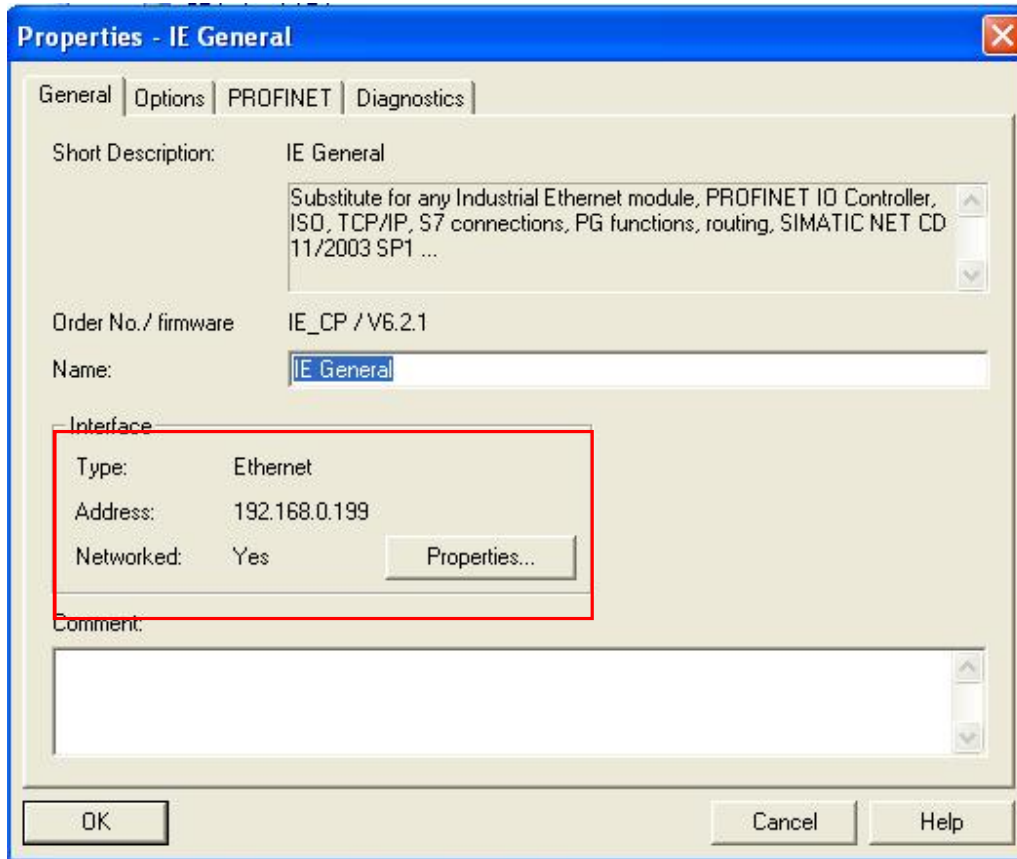 Properties - IE General
General Options PROFINET Diagnostics
Short Description: IE General
Substitute for any Industrial Ethernet module, PROFINET IO Controller,
ISO, TCP/IP, S7 connections, PG functions, routing, SIMATIC NET CD
11/2003 SP1 ...
Order No./ firmware IE_CP / V6.2.1
Name: IE General
Interface
Type: Ethernet
Address: 192.168.0.199
Networked: Yes Properties...
Comment:
OK Cancel Help